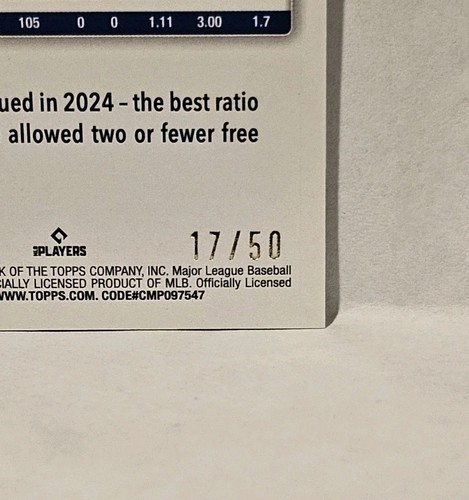 105 0 0 1.11 3.00 1.7
ued in 2024 – the best ratio
allowed two or fewer free
PLAYERS
17/50
K OF THE TOPPS COMPANY, INC. Major League Baseball
CIALLY LICENSED PRODUCT OF MLB. Officially Licensed
WWW.TOPPS.COM. CODE#CMP097547